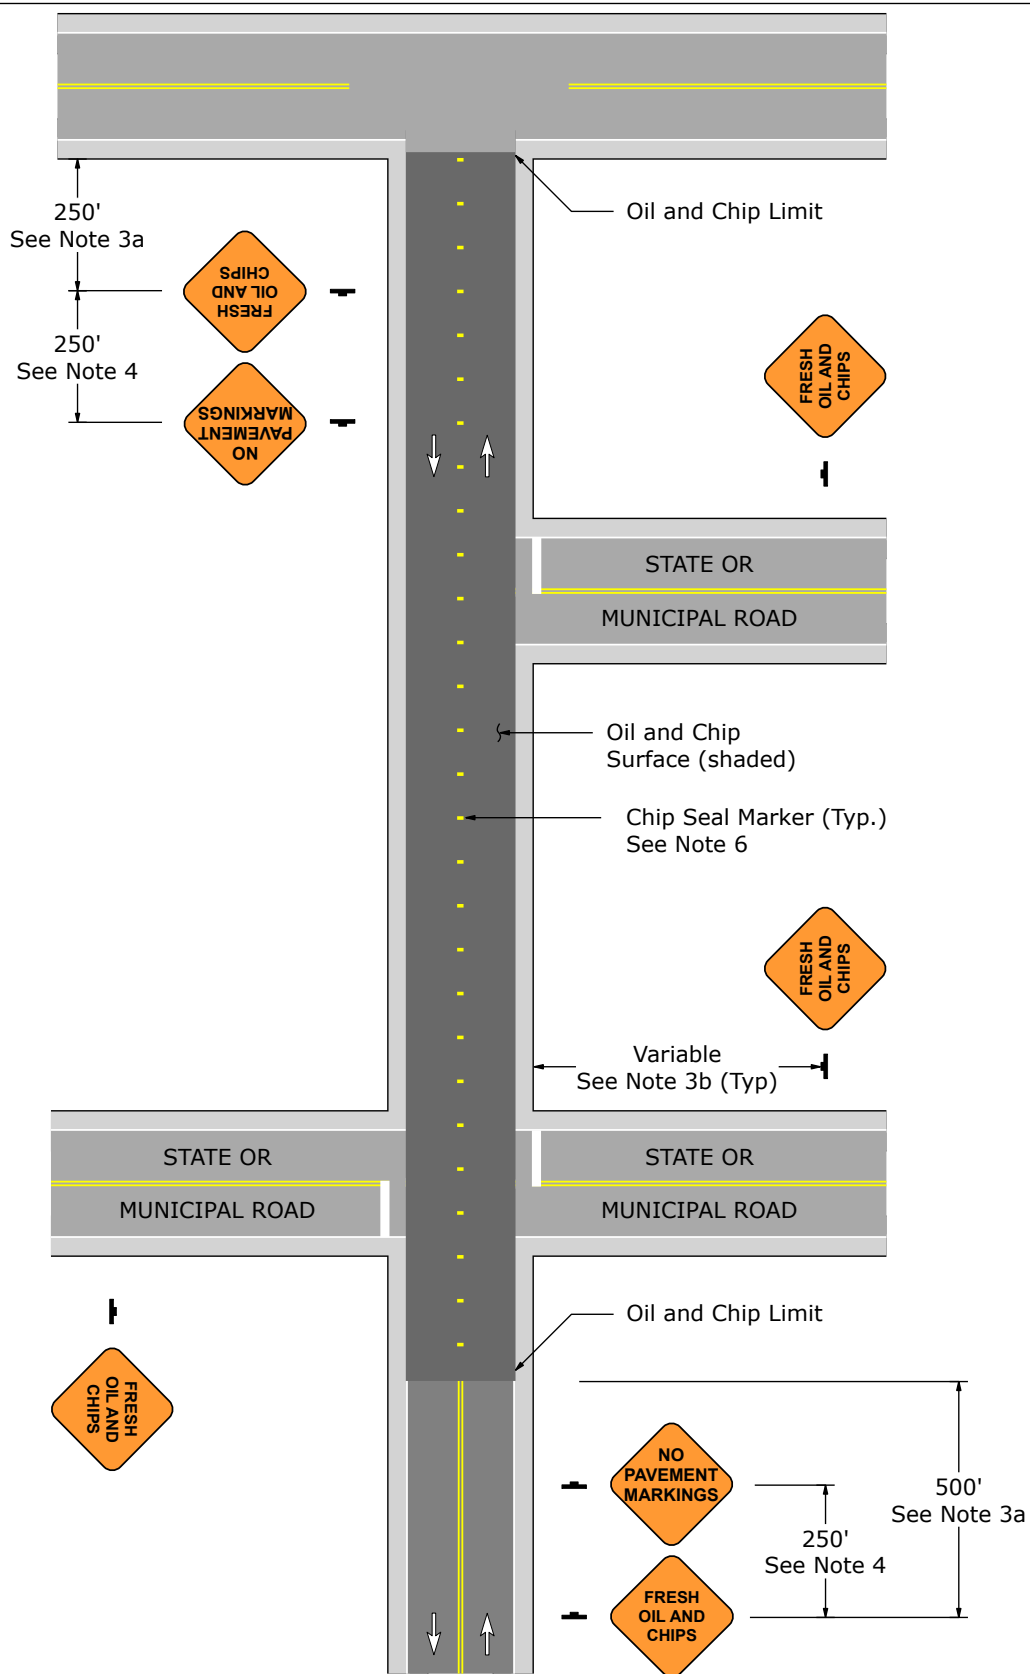 250'
See Note 3a
Oil and Chip Limit
FRESH
OIL AND
CHIPS
250'
See Note 4
NO
PAVEMENT
MARKINGS
FRESH
OIL AND
CHIPS
STATE OR
MUNICIPAL ROAD
Oil and Chip
Surface (shaded)
Chip Seal Marker (Typ.)
See Note 6
FRESH
OIL AND
CHIPS
Variable
See Note 3b (Typ)
STATE OR
MUNICIPAL ROAD
STATE OR
MUNICIPAL ROAD
Oil and Chip Limit
FRESH
OIL AND
CHIPS
NO
PAVEMENT
MARKINGS
500'
See Note 3a
250'
See Note 4
FRESH
OIL AND
CHIPS